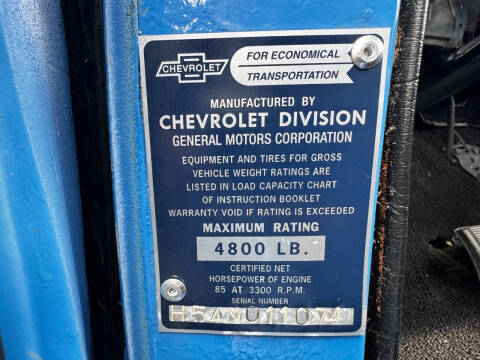 CHEVROLET
FOR ECONOMICAL
TRANSPORTATION
MANUFACTURED BY
CHEVROLET DIVISION
GENERAL MOTORS CORPORATION
EQUIPMENT AND TIRES FOR GROSS
VEHICLE WEIGHT RATINGS ARE
LISTED IN LOAD CAPACITY CHART
OF INSTRUCTION BOOKLET
WARRANTY VOID IF RATING IS EXCEEDED
MAXIMUM RATING
4800 LB.
CERTIFIED NET
HORSEPOWER OF ENGINE
85 AT 3300 R.P.M.
SERIAL NUMBER
H54N0110Y4